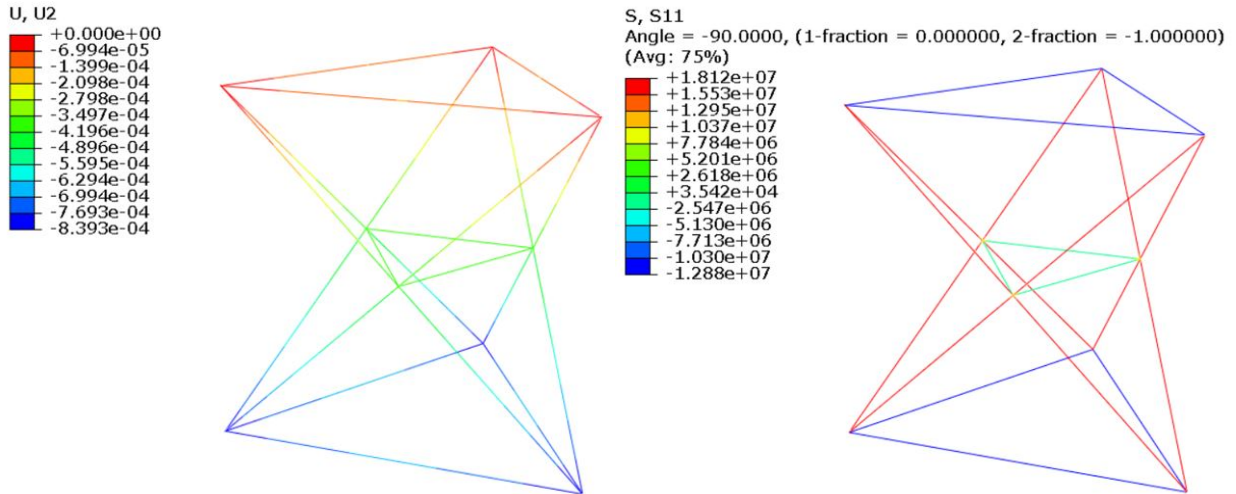 U, U2
+0.000e+00
-6.994e-05
-1.399e-04
-2.098e-04
-2.798e-04
-3.497e-04
-4.196e-04
-4.896e-04
-5.595e-04
-6.294e-04
-6.994e-04
-7.693e-04
-8.393e-04
S, S11
Angle = -90.0000, (1-fraction = 0.000000, 2-fraction = -1.000000)
(Avg: 75%)
+1.812e+07
+1.553e+07
+1.295e+07
+1.037e+07
+7.784e+06
+5.201e+06
+2.618e+06
+3.542e+04
-2.547e+06
-5.130e+06
-7.713e+06
-1.030e+07
-1.288e+07